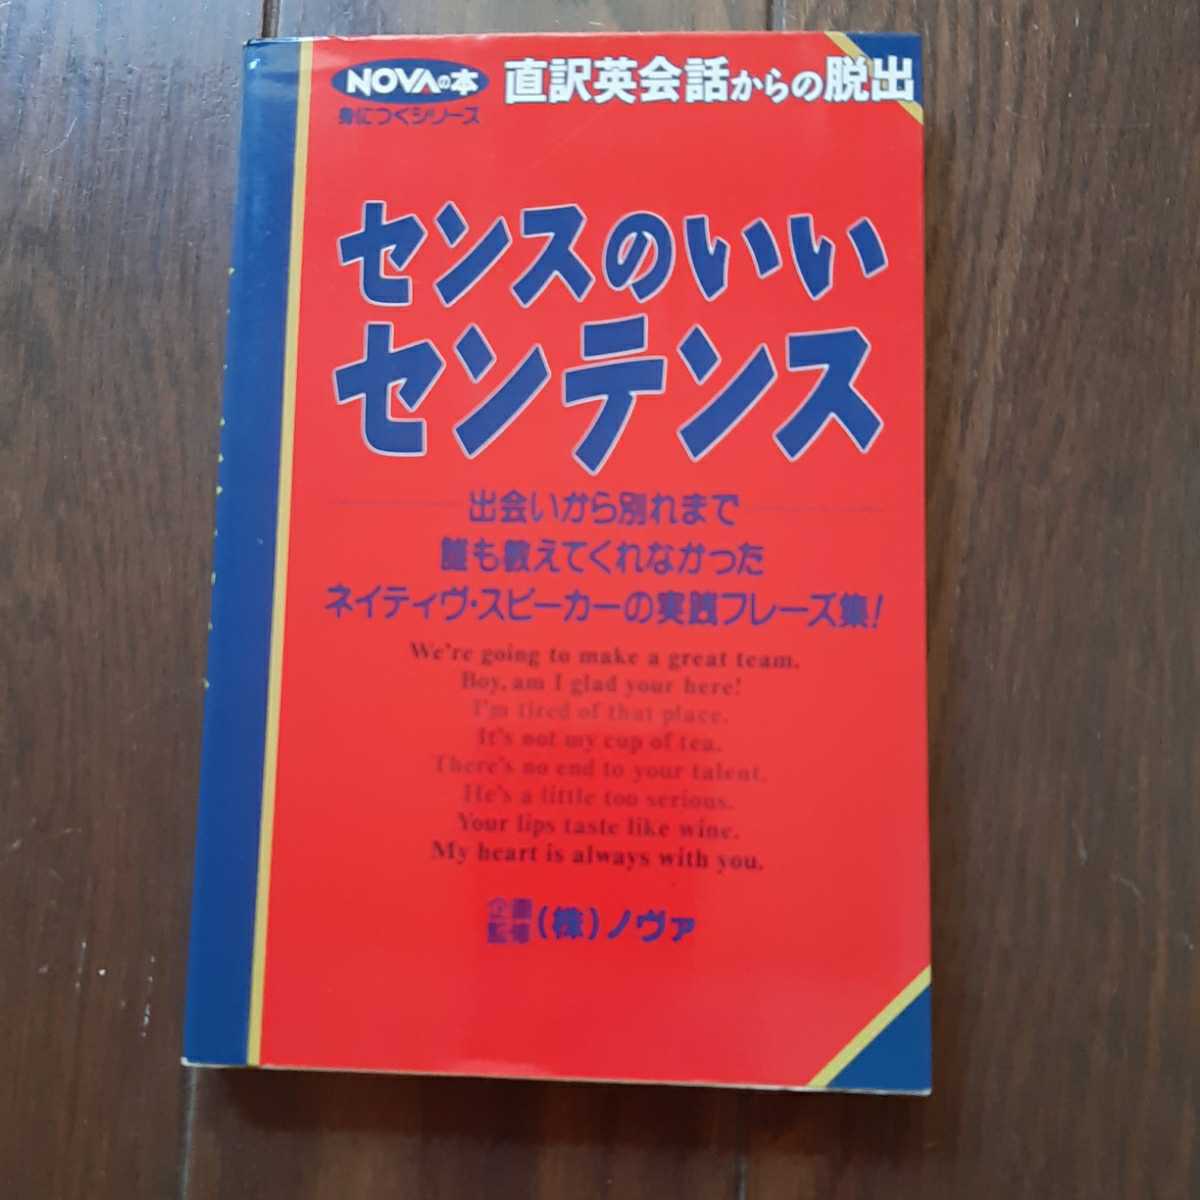 NOVAの本
身につくシリーズ
直訳英会話からの脱出
センスのいい
センテンス
出会いから別れまで
誰も教えてくれなかった
ネイティヴ・スピーカーの実践フレーズ集!
We're going to make a great team.
Boy, am I glad your here!
I'm tired of that place.
It's not my cup of tea.
There's no end to your talent.
He's a little too serious.
Your lips taste like wine.
My heart is always with you.
企画
監修
(株)ノヴァ